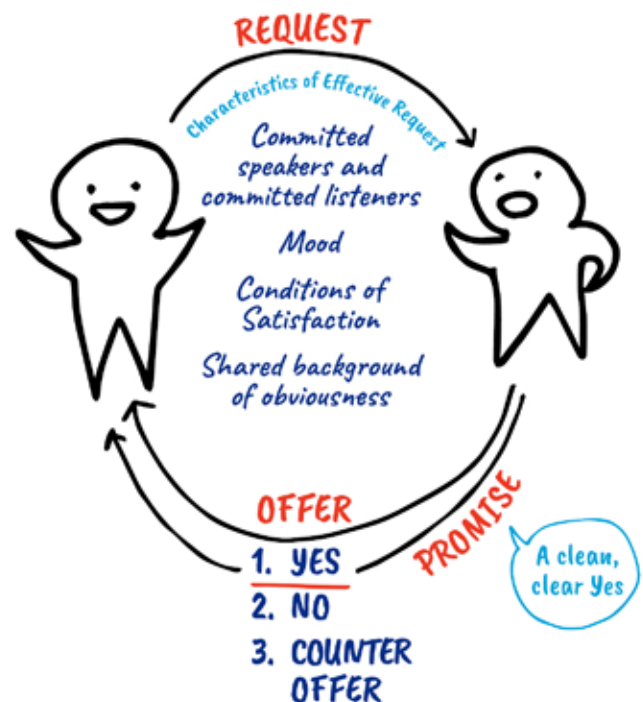 REQUEST
Characteristics of Effective Request
Committed
speakers and
committed listeners
Mood
Conditions of
Satisfaction
Shared background
of obviousness
OFFER
PROMISE
1. YES
2. NO
3. COUNTER
OFFER
A clean,
clear Yes